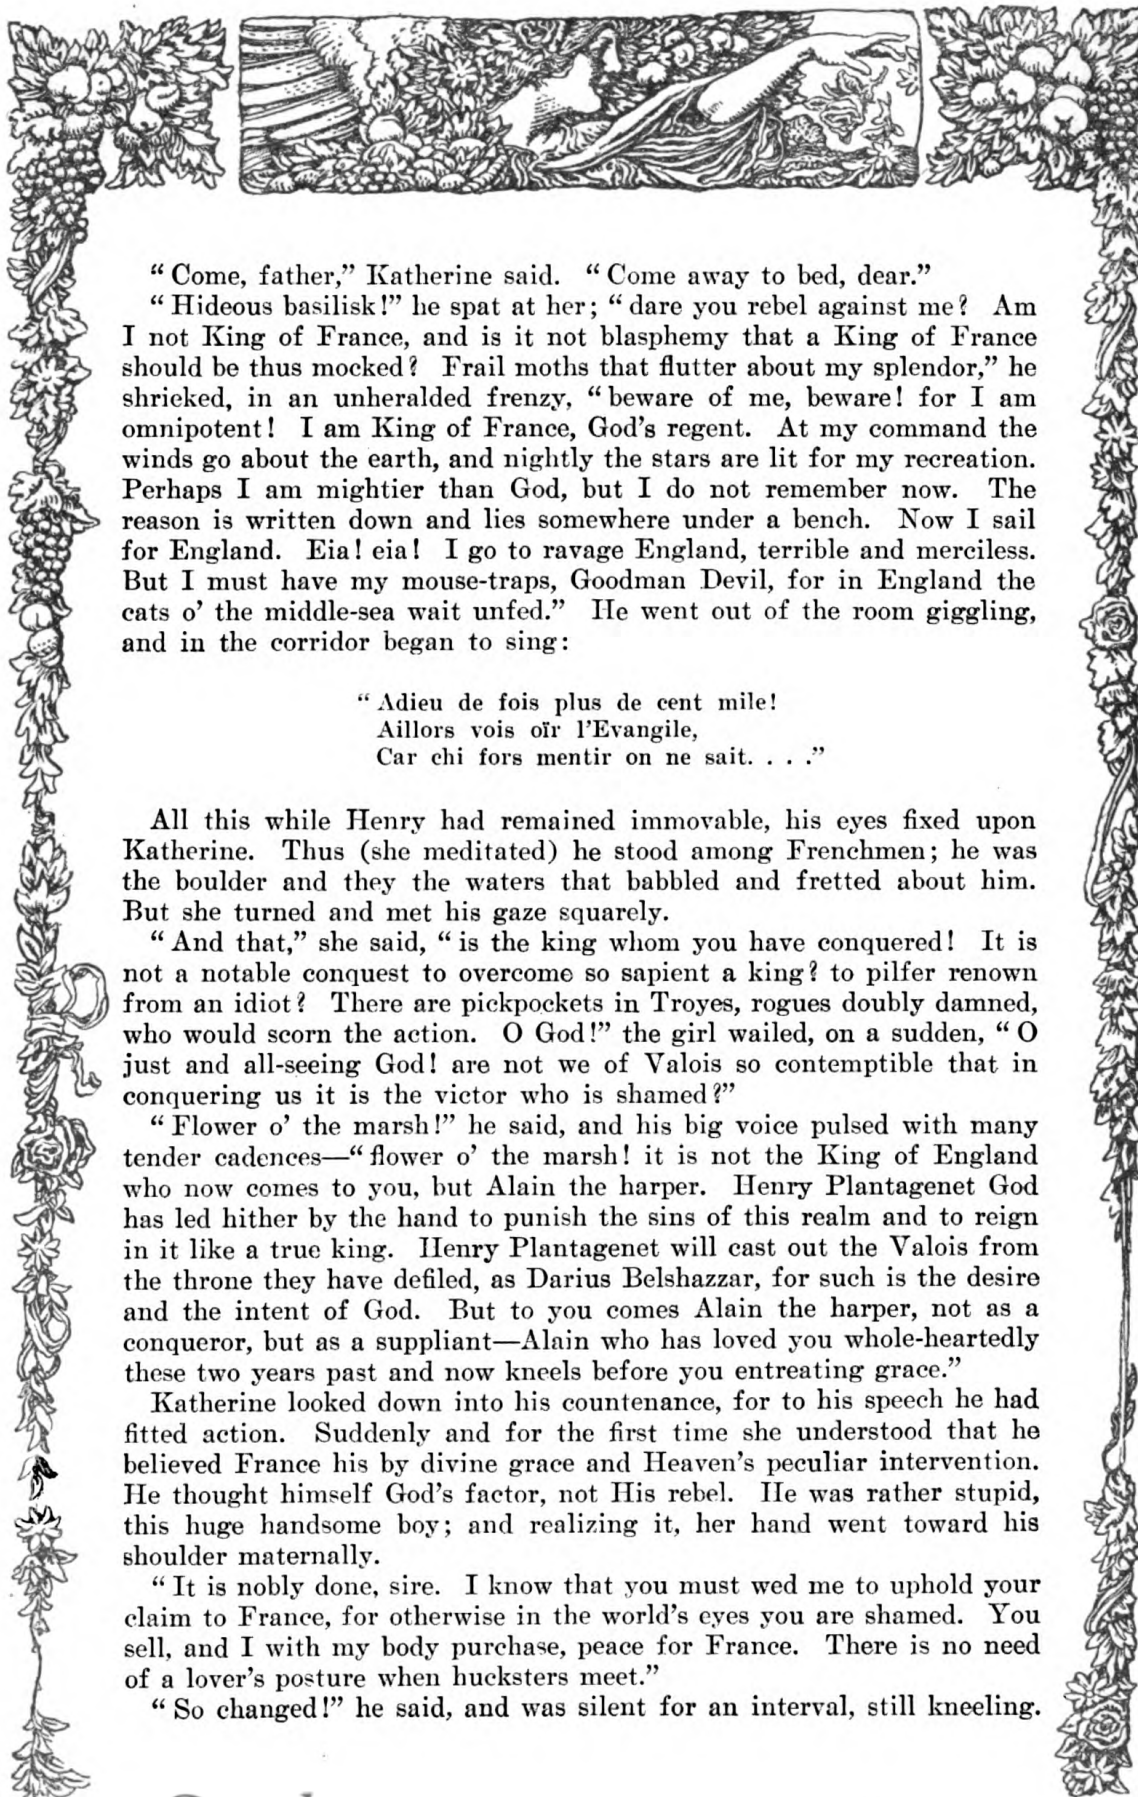 “Come, father,” Katherine said. “Come away to bed, dear.”
“Hideous basilisk!” he spat at her; “dare you rebel against me? Am
I not King of France, and is it not blasphemy that a King of France
should be thus mocked? Frail moths that flutter about my splendor,” he
shrieked, in an unheralded frenzy, “beware of me, beware! for I am
omnipotent! I am King of France, God’s regent. At my command the
winds go about the earth, and nightly the stars are lit for my recreation.
Perhaps I am mightier than God, but I do not remember now. The
reason is written down and lies somewhere under a bench. Now I sail
for England. Eia! eia! I go to ravage England, terrible and merciless.
But I must have my mouse-traps, Goodman Devil, for in England the
cats o’ the middle-sea wait unfed.” He went out of the room giggling,
and in the corridor began to sing:
“Adieu de fois plus de cent mile!
Aillors vois oïr l’Evangile,
Car chi fors mentir on ne sait. . . .”
All this while Henry had remained immovable, his eyes fixed upon
Katherine. Thus (she meditated) he stood among Frenchmen; he was
the boulder and they the waters that babbled and fretted about him.
But she turned and met his gaze squarely.
“And that,” she said, “is the king whom you have conquered! It is
not a notable conquest to overcome so sapient a king? to pilfer renown
from an idiot? There are pickpockets in Troyes, rogues doubly damned,
who would scorn the action. O God!” the girl wailed, on a sudden, “O
just and all-seeing God! are not we of Valois so contemptible that in
conquering us it is the victor who is shamed?”
“Flower o’ the marsh!” he said, and his big voice pulsed with many
tender cadences—“flower o’ the marsh! it is not the King of England
who now comes to you, but Alain the harper. Henry Plantagenet God
has led hither by the hand to punish the sins of this realm and to reign
in it like a true king. Henry Plantagenet will cast out the Valois from
the throne they have defiled, as Darius Belshazzar, for such is the desire
and the intent of God. But to you comes Alain the harper, not as a
conqueror, but as a suppliant—Alain who has loved you whole-heartedly
these two years past and now kneels before you entreating grace.”
Katherine looked down into his countenance, for to his speech he had
fitted action. Suddenly and for the first time she understood that he
believed France his by divine grace and Heaven’s peculiar intervention.
He thought himself God’s factor, not His rebel. He was rather stupid,
this huge handsome boy; and realizing it, her hand went toward his
shoulder maternally.
“It is nobly done, sire. I know that you must wed me to uphold your
claim to France, for otherwise in the world’s eyes you are shamed. You
sell, and I with my body purchase, peace for France. There is no need
of a lover’s posture when hucksters meet.”
“So changed!” he said, and was silent for an interval, still kneeling.